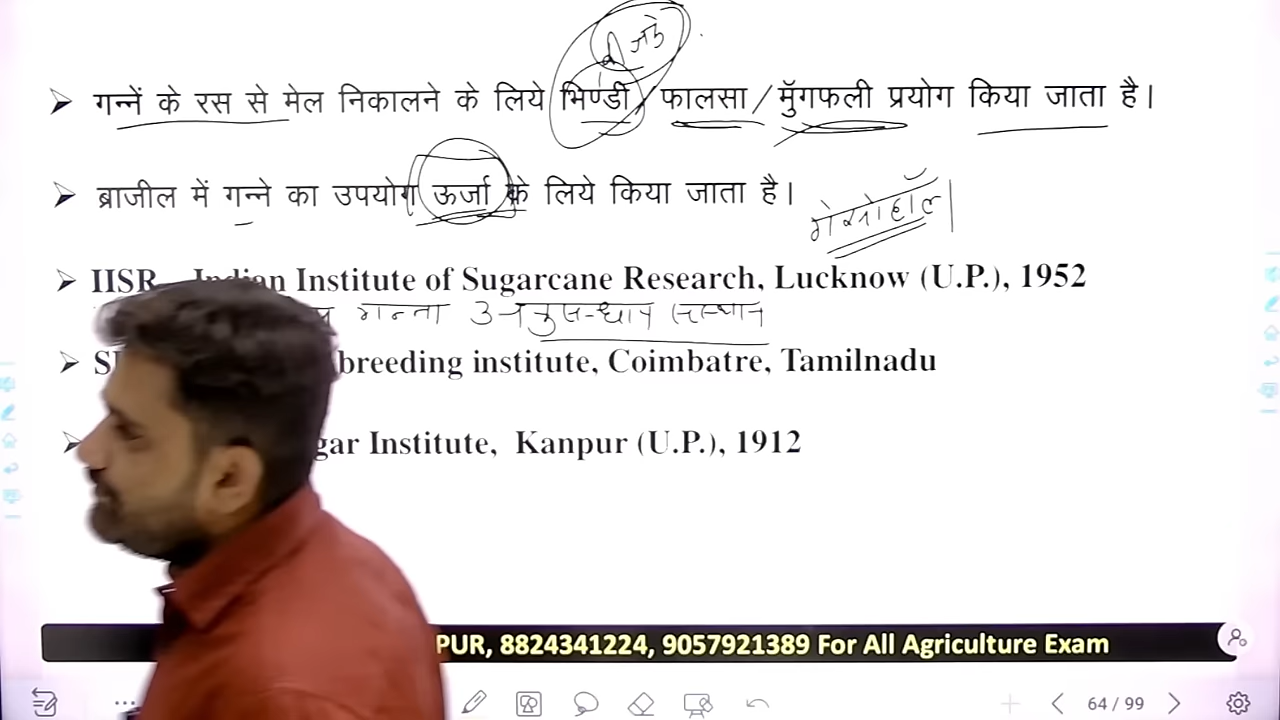 जड़े
गन्नें के रस से मेल निकालने के लिये भिण्डी / फालसा / मुॅगफली प्रयोग किया जाता है।
ब्राजील में गन्ने का उपयोग ऊर्जा के लिये किया जाता है।
गेसोहॉल
IISR – Indian Institute of Sugarcane Research, Lucknow (U.P.), 1952
गन्ना अनुसन्धान संस्थान
breeding institute, Coimbatre, Tamilnadu
Institute, Kanpur (U.P.), 1912
PUR, 8824341224, 9057921389 For All Agriculture Exam
64 / 99